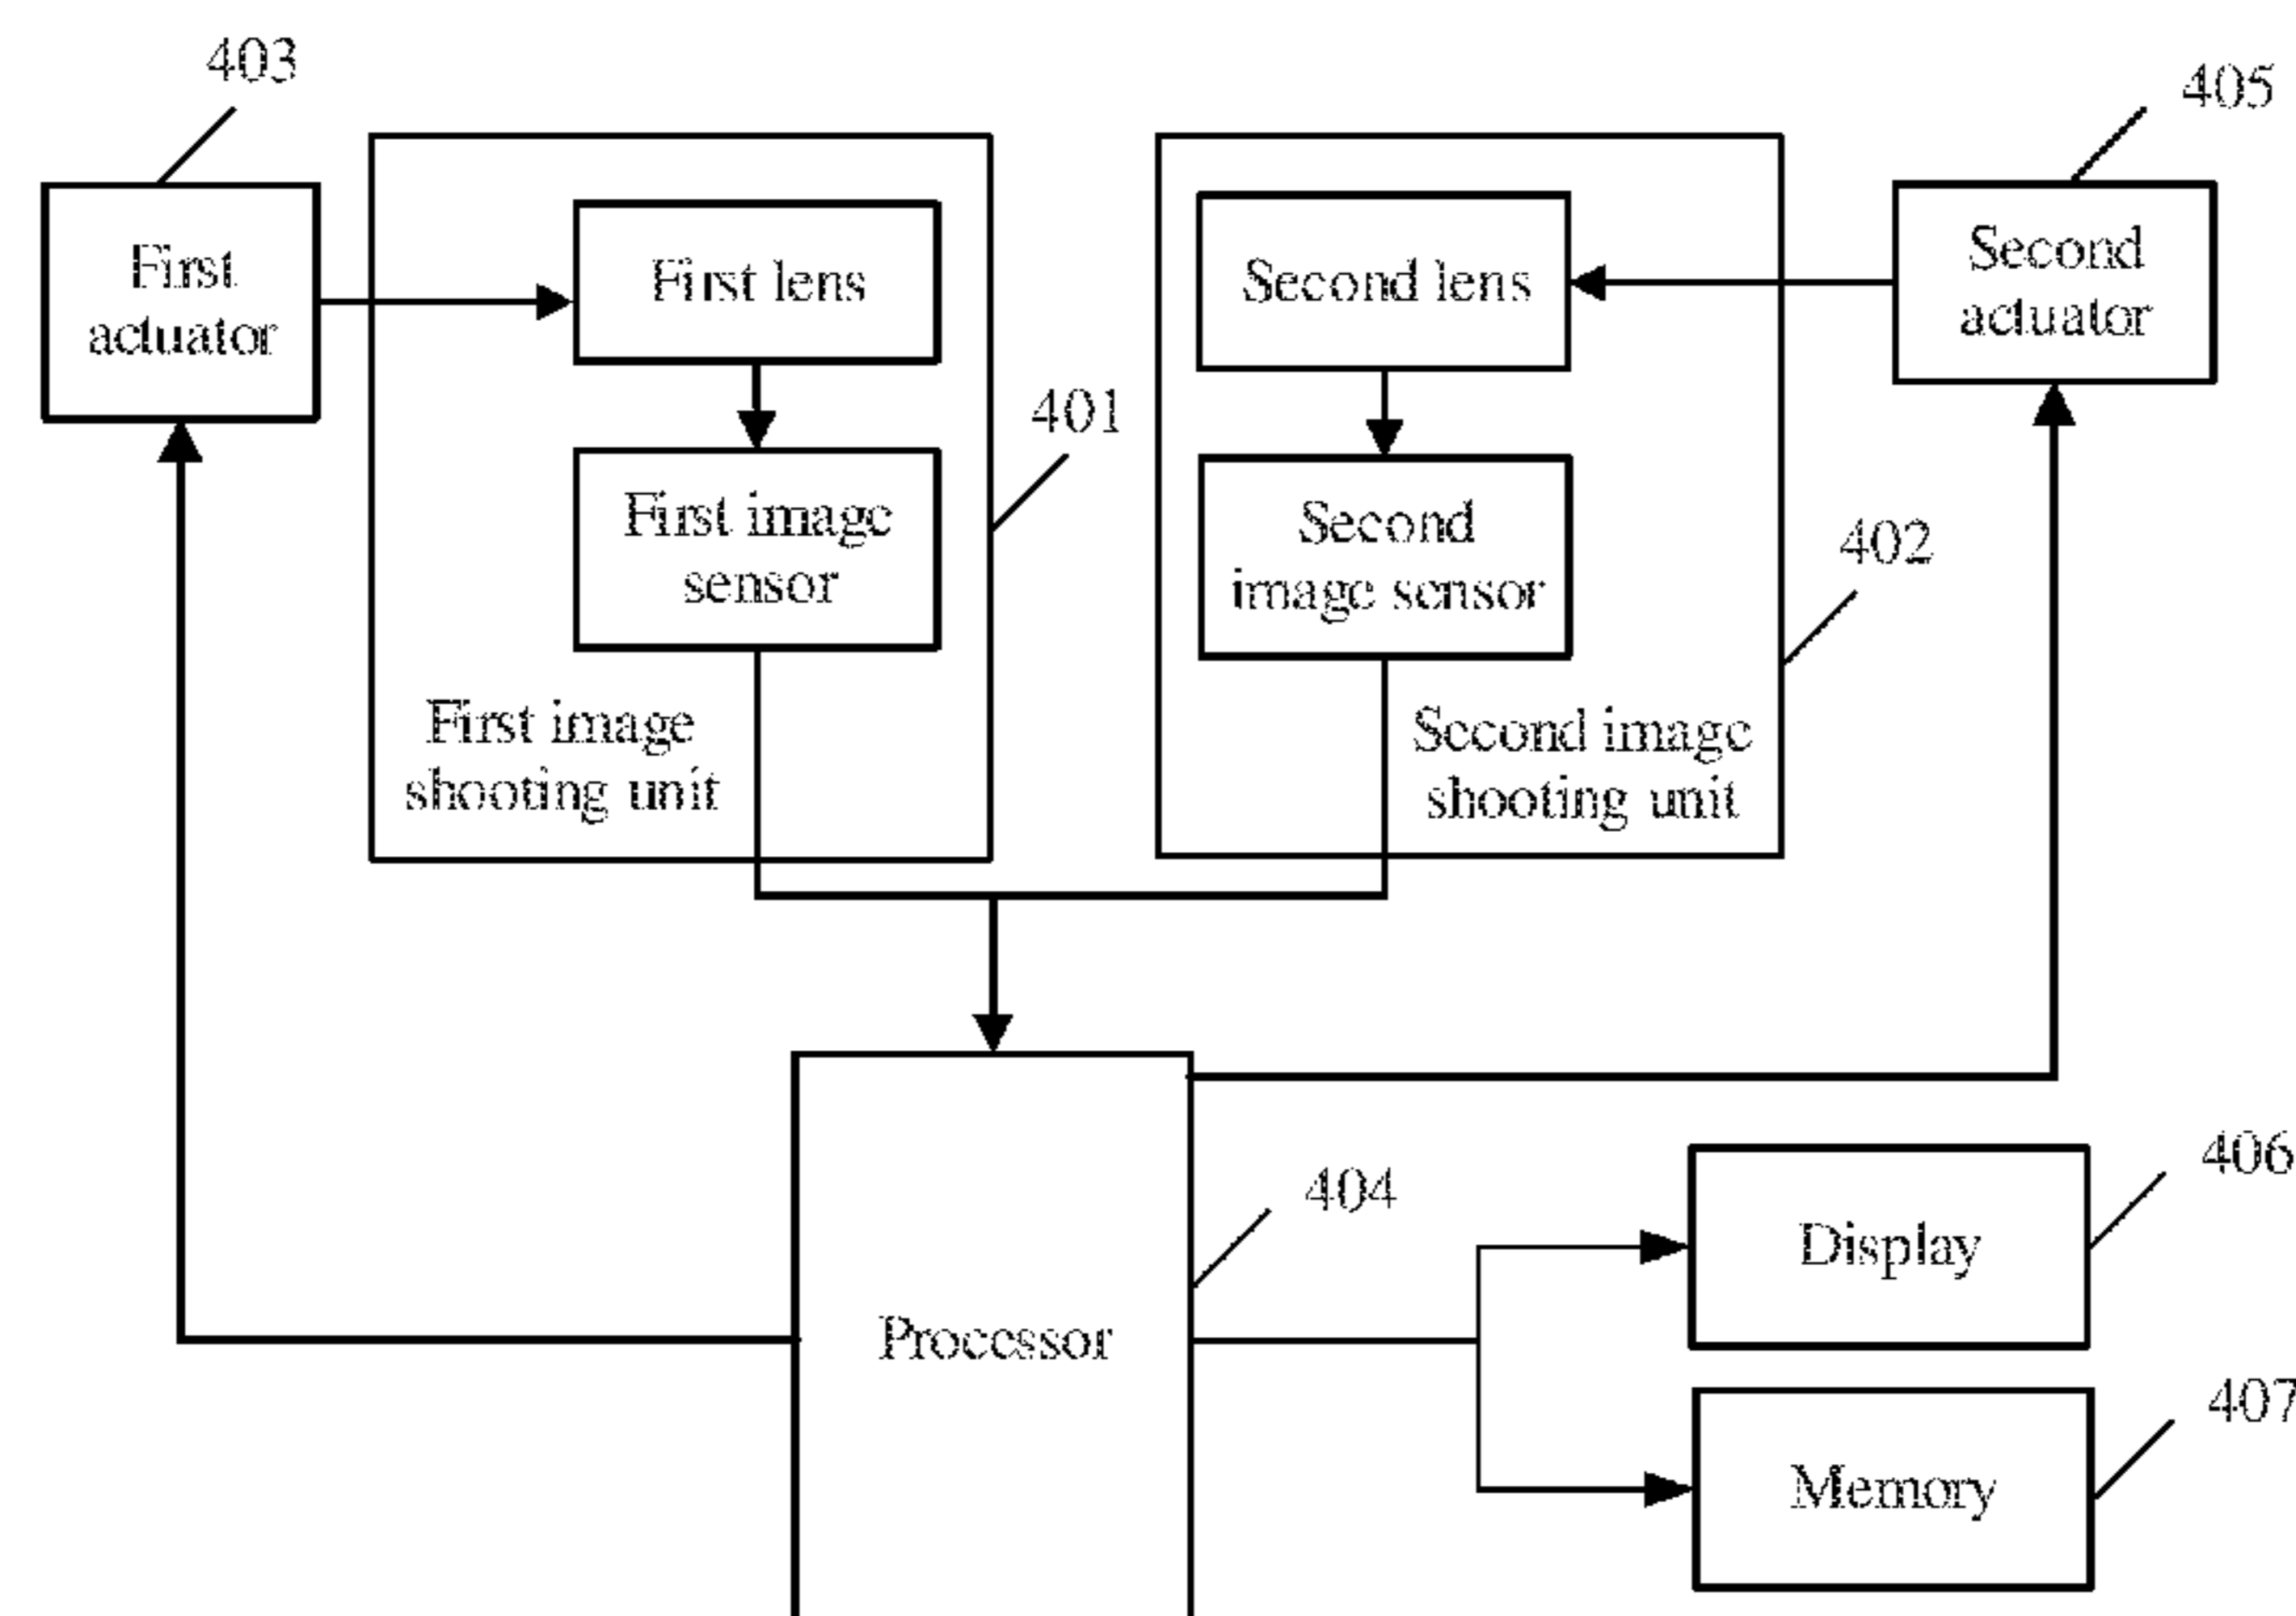 403
405
First
actuator
First lens
Second lens
Second
actuator
401
First image
sensor
Second
image sensor
402
First image
shooting unit
Second image
shooting unit
404
406
Display
Processor
407
Memory